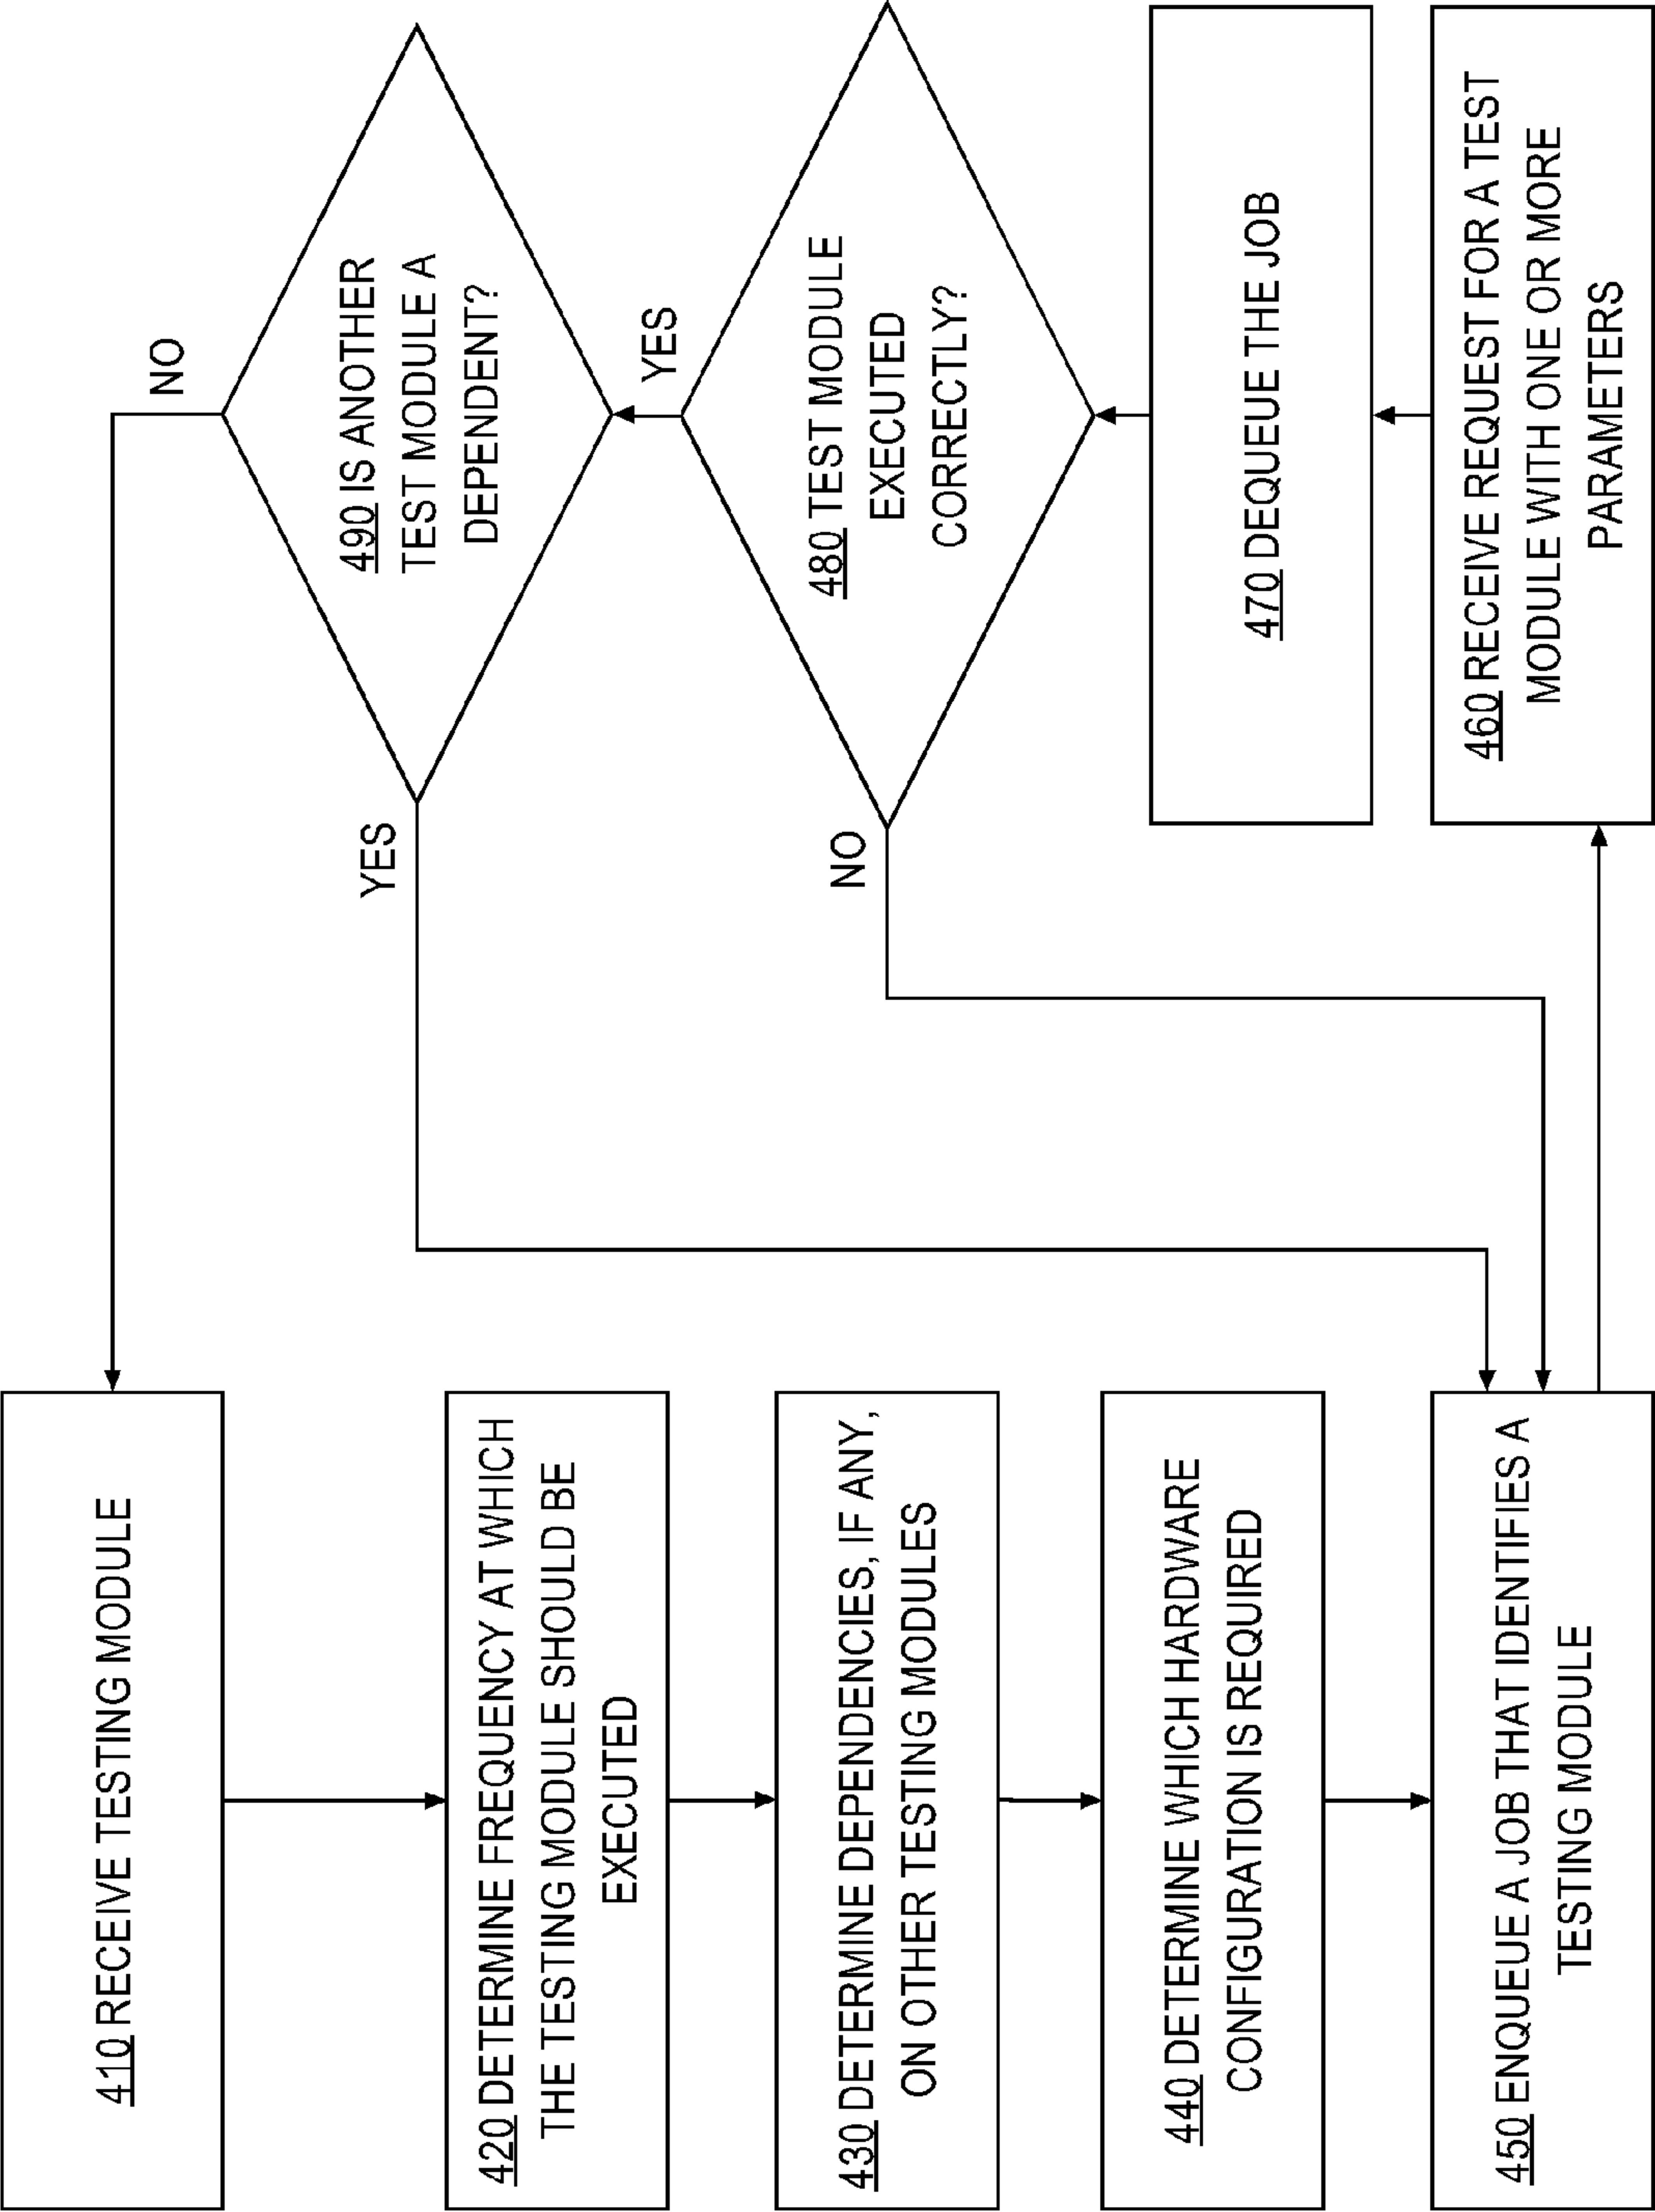 410 RECEIVE TESTING MODULE
420 DETERMINE FREQUENCY AT WHICH
THE TESTING MODULE SHOULD BE
EXECUTED
430 DETERMINE DEPENDENCIES, IF ANY,
ON OTHER TESTING MODULES
440 DETERMINE WHICH HARDWARE
CONFIGURATION IS REQUIRED
450 ENQUEUE A JOB THAT IDENTIFIES A
TESTING MODULE
460 RECEIVE REQUEST FOR A TEST
MODULE WITH ONE OR MORE
PARAMETERS
470 DEQUEUE THE JOB
480 TEST MODULE
EXECUTED
CORRECTLY?
NO
YES
490 IS ANOTHER
TEST MODULE A
DEPENDENT?
YES
NO